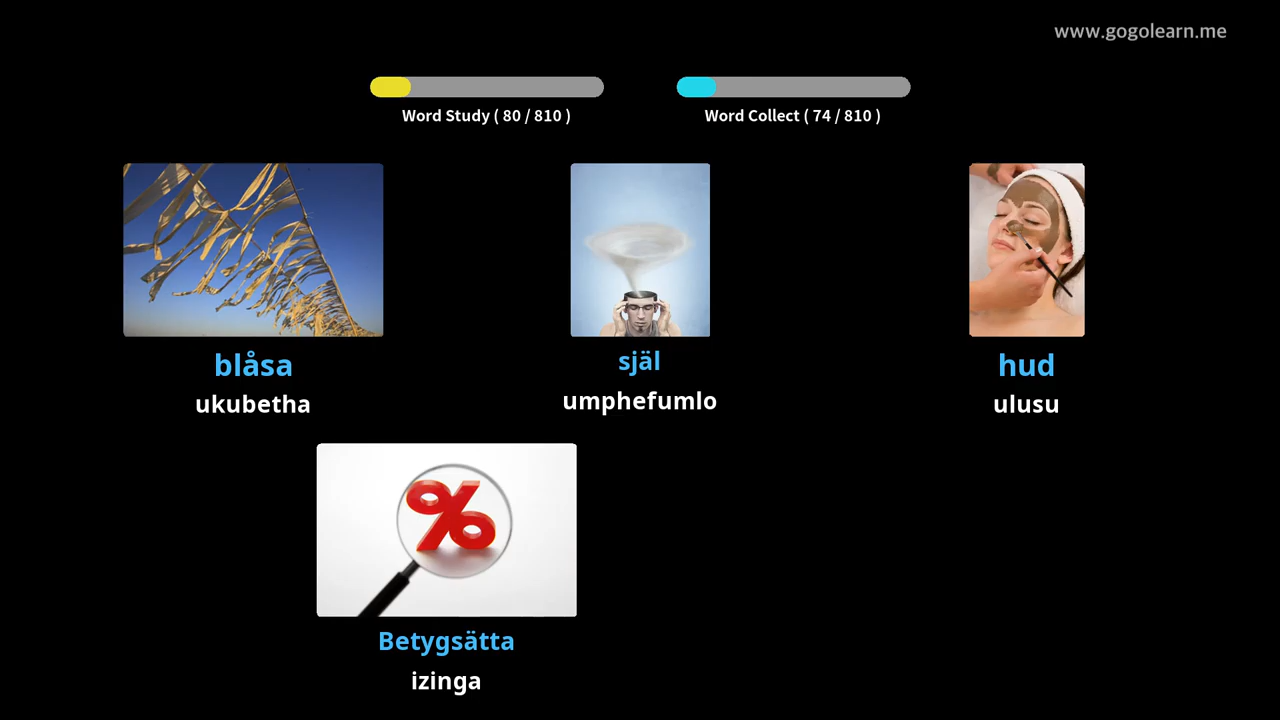 www.gogolearn.me
Word Study ( 80 / 810 )
Word Collect ( 74 / 810 )
blåsa
ukubetha
själ
umphefumlo
hud
ulusu
%
Betygsätta
izinga